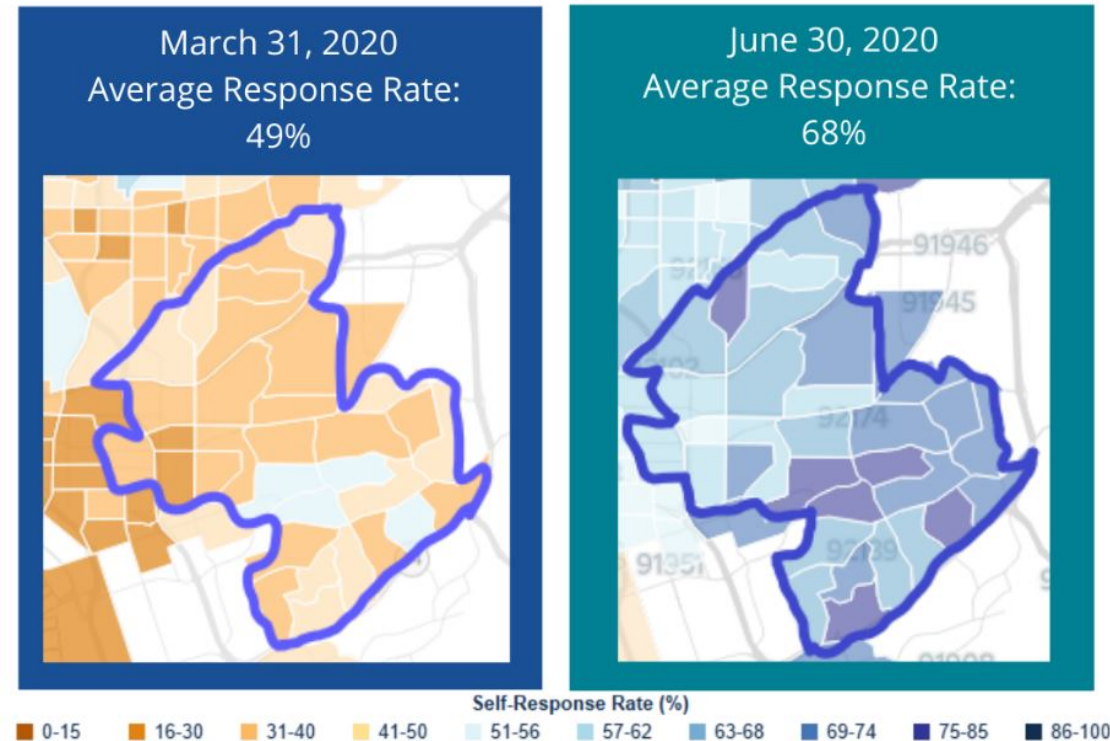 March 31, 2020
Average Response Rate:
49%
June 30, 2020
Average Response Rate:
68%
91946
91945
92174
92139
91951
Self-Response Rate (%)
0-15 16-30 31-40 41-50 51-56 57-62 63-68 69-74 75-85 86-100